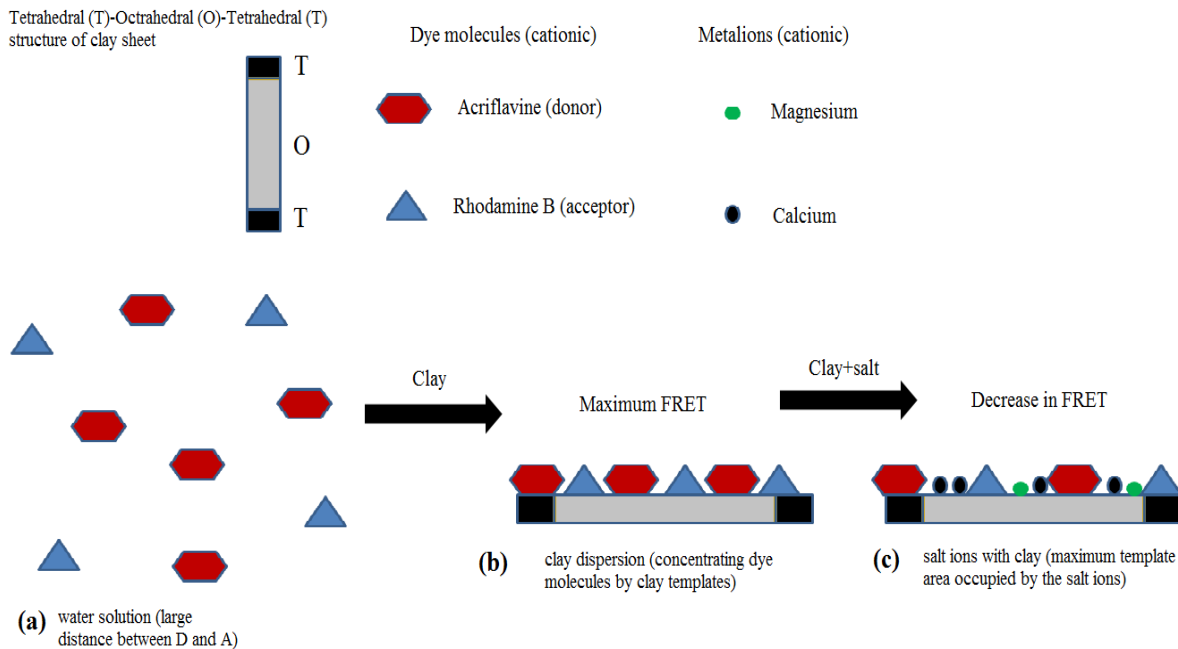 Tetrahedral (T)-Octrahedral (O)-Tetrahedral (T)
structure of clay sheet
T
O
T
Dye molecules (cationic)
Metalions (cationic)
Acriflavine (donor)
Magnesium
Rhodamine B (acceptor)
Calcium
Clay
Maximum FRET
Clay+salt
Decrease in FRET
(a) water solution (large
distance between D and A)
(b) clay dispersion (concentrating dye
molecules by clay templates)
(c) salt ions with clay (maximum template
area occupied by the salt ions)